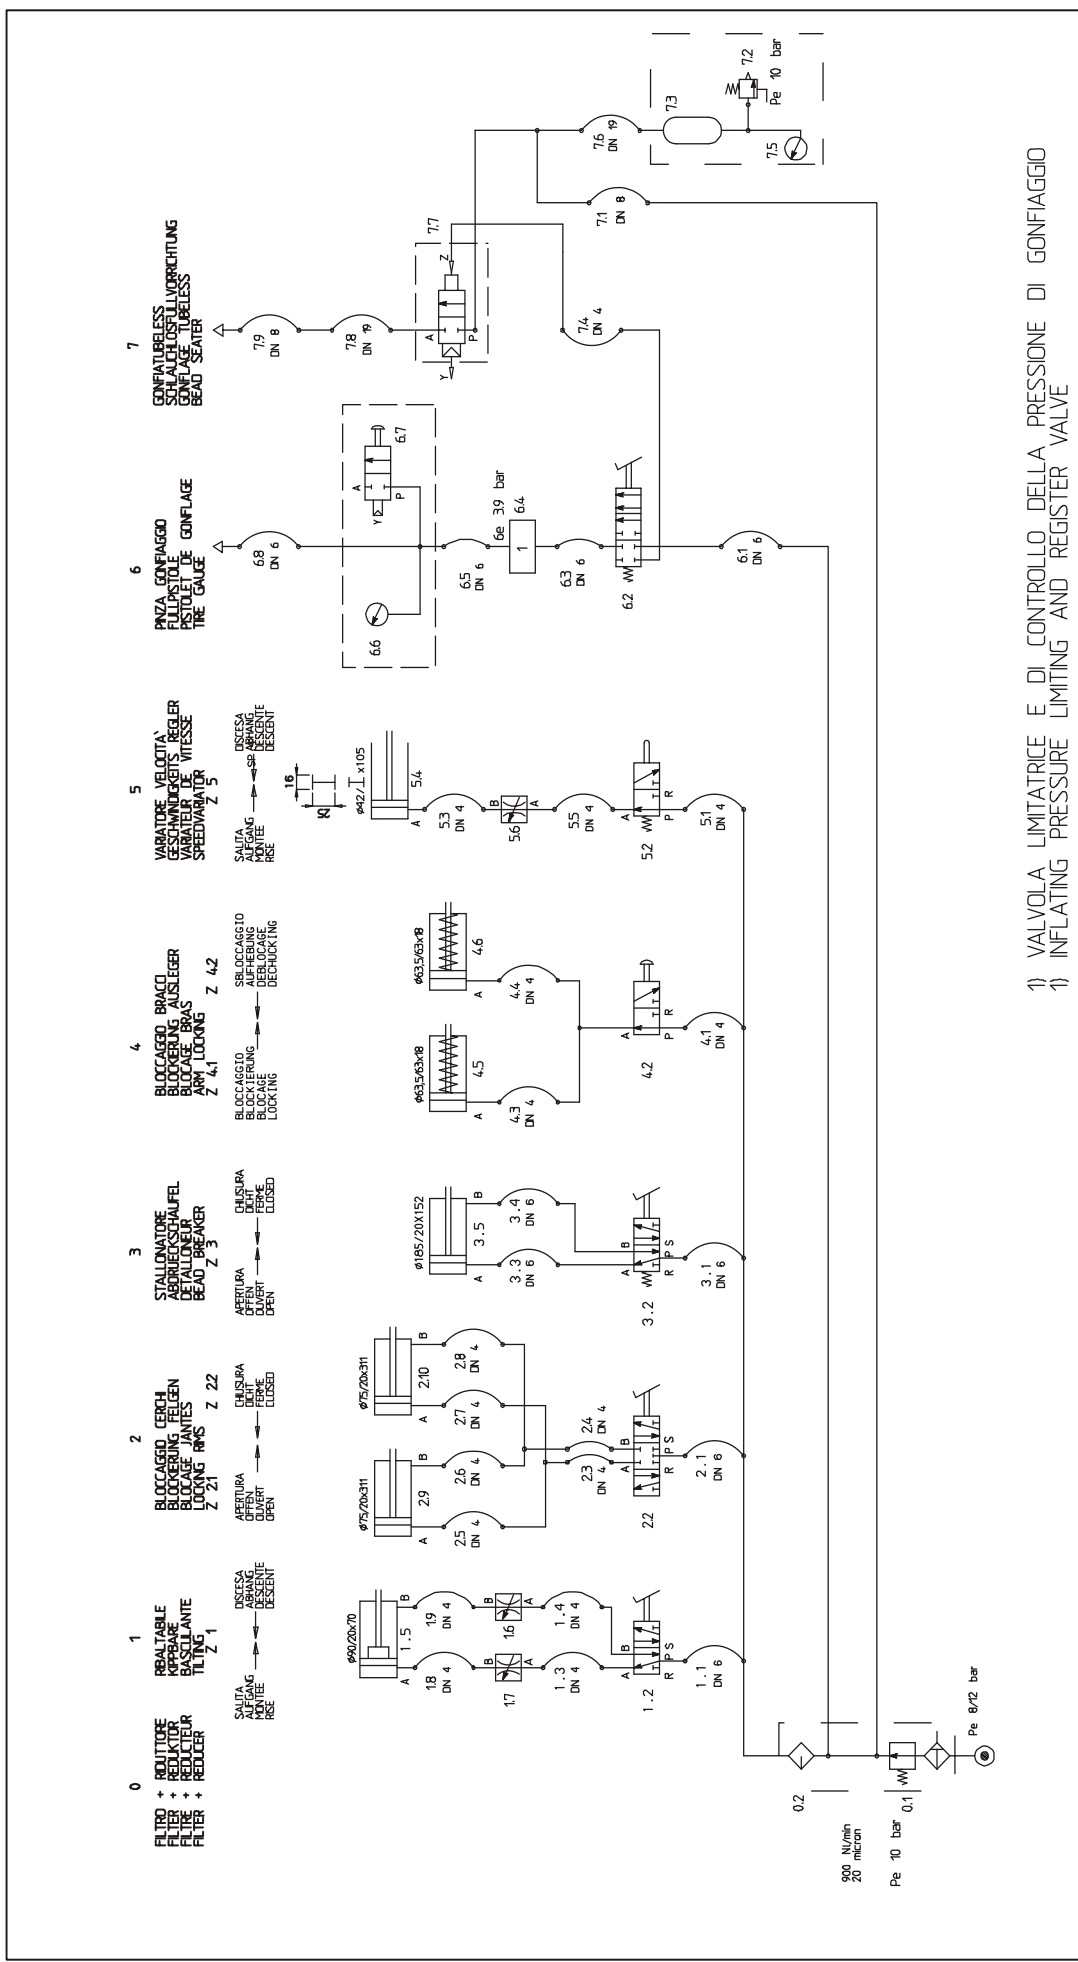 0
FILTRO + RIDUTTORE
FILTER + REDUKTOR
FILTRE + REDUCTEUR
FILTER + REDUCER
1
RIBALTABILE
KIPPBARE
BASCULANTE
TILTING
Z 1
SALITA
AUFGANG
MONTEE
RISE
DISCESA
ABHANG
DESCENTE
DESCENT
2
BLOCCAGGIO CERCHI
BLOCKIERUNG FELGEN
BLOCAGE JANTES
LOCKING RIMS
Z 2.1 Z 2.2
APERTURA
OFFEN
OUVERT
OPEN
CHIUSURA
DICHT
FERME
CLOSED
3
STALLONATORE
ABDRUECKSCHAUFEL
DETALLONEUR
BEAD BREAKER
Z 3
APERTURA
OFFEN
OUVERT
OPEN
CHIUSURA
DICHT
FERME
CLOSED
4
BLOCCAGGIO BRACCI
BLOCKIERUNG AUSLEGER
BLOCAGE BRAS
ARM LOCKING
Z 4.1 Z 4.2
BLOCCAGGIO
BLOCKIERUNG
BLOCAGE
LOCKING
SBLOCCAGGIO
AUFHEBUNG
DEBLOCAGE
DECHUCKING
5
VARIATORE VELOCITA`
GESCHWINDIGKEITS REGLER
VARIATEUR DE VITESSE
SPEEDVARIATOR
Z 5
SALITA
AUFGANG
MONTEE
RISE
SP.
DISCESA
ABHANG
DESCENTE
DESCENT
6
PINZA GONFIAGGIO
FULLPISTOLE
PISTOLET DE GONFLAGE
TIRE GAUGE
7
GONFIATUBELESS
SCHLAUCHLOSFULLVORRICHTUNG
GONFLAGE TUBELESS
BEAD SEATER
ø90/20x70
A B
1.5
1.8
DN 4
1.9
DN 4
B B
1.7 1.6
A A
1.3
DN 4
1.4
DN 4
A B
R P S
1.2
1.1
DN 6
ø75/20x311
A B
2.9
ø75/20x311
A B
2.10
2.5
DN 4
2.6
DN 4
2.7
DN 4
2.8
DN 4
2.3
DN 4
2.4
DN 4
A B
R P S
2.2
2.1
DN 6
ø185/20X152
A B
3.5
3.3
DN 6
3.4
DN 6
A B
R P S
3.2
3.1
DN 6
ø63,5/63x18
A
4.5
ø63,5/63x18
A
4.6
4.3
DN 4
4.4
DN 4
A
P R
4.2
4.1
DN 4
16
25
ø42/ x105
A
5.4
5.3
DN 4
B
5.6
A
5.5
DN 4
A
P R
5.2
5.1
DN 4
6.8
DN 6
6.6
A
Y P
6.7
6.5
DN 6
6e 3.9 bar
1
6.4
6.3
DN 6
6.2
6.1
DN 6
7.9
DN 8
7.8
DN 19
A
P
Y Z
7.7
7.4
DN 4
7.1
DN 8
7.6
DN 19
7.3
7.2
Pe 10 bar
7.5
0.2
900 Nl/min
20 micron
0.1
Pe 10 bar
Pe 8/12 bar
1) VALVOLA LIMITATRICE E DI CONTROLLO DELLA PRESSIONE DI GONFIAGGIO
1) INFLATING PRESSURE LIMITING AND REGISTER VALVE